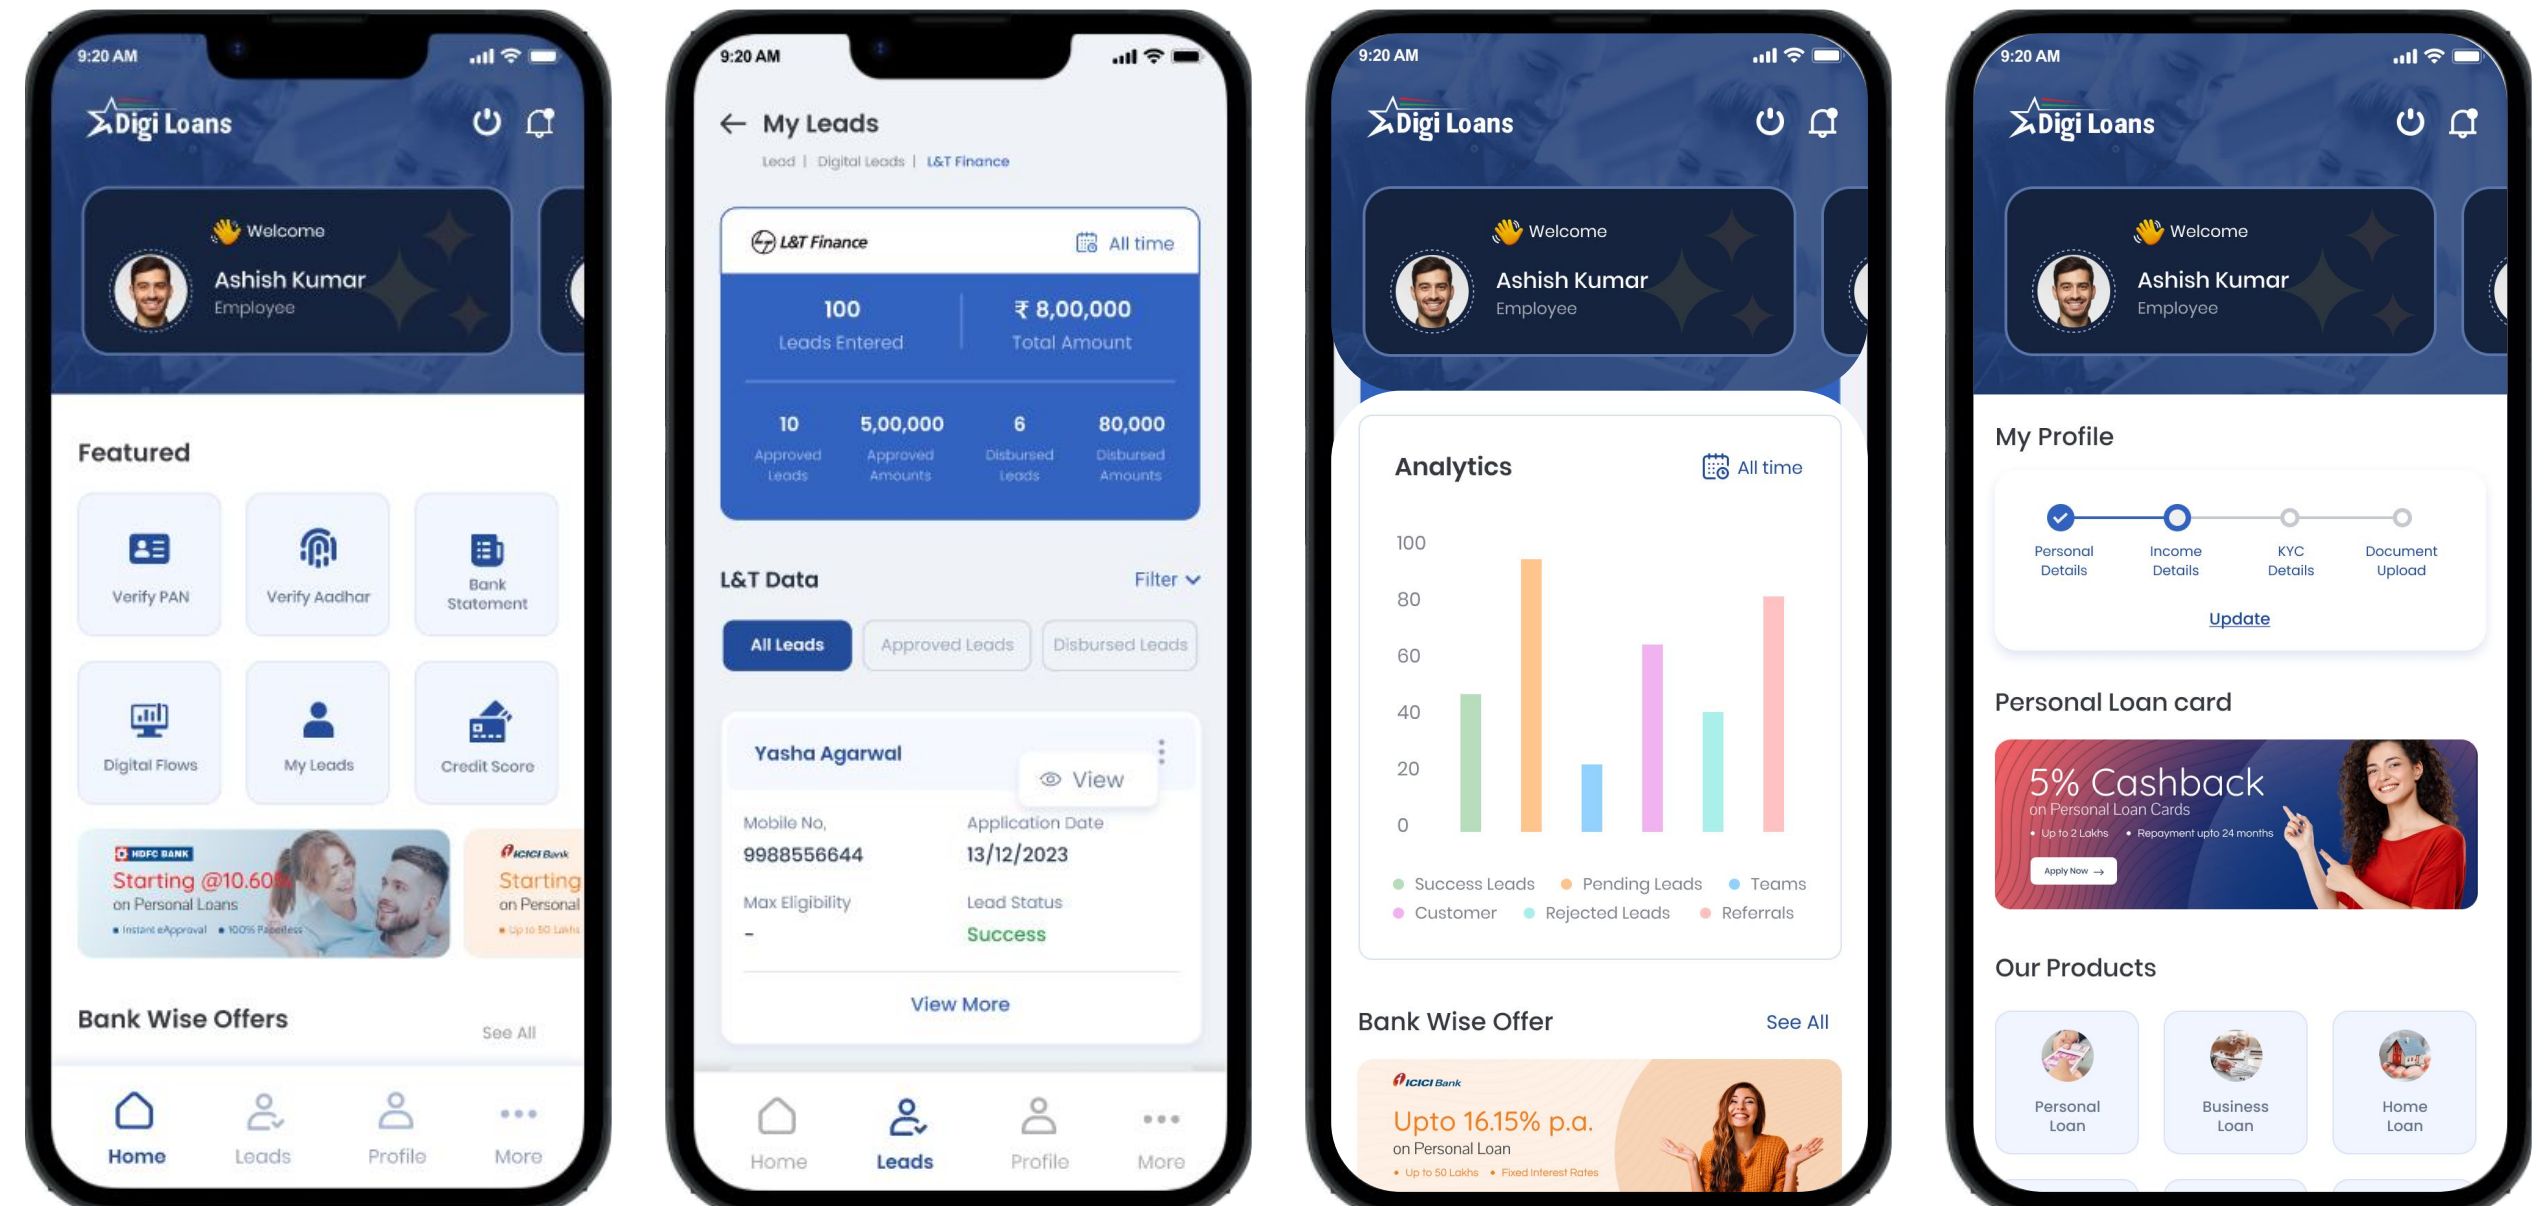 9:20 AM
Digi Loans
Welcome
Ashish Kumar
Employee
Featured
Verify PAN
Verify Aadhar
Bank
Statement
Digital Flows
My Leads
Credit Score
HDFC BANK
Starting @10.60%
on Personal Loans
• Instant eApproval • 100% Paperless
ICICI Bank
Starting
on Personal
• Up to 50 Lakhs
Bank Wise Offers
See All
Home
Leads
Profile
More
9:20 AM
My Leads
Lead | Digital Leads | L&T Finance
L&T Finance
All time
100
Leads Entered
₹ 8,00,000
Total Amount
10
Approved
Leads
5,00,000
Approved
Amounts
6
Disbursed
Leads
80,000
Disbursed
Amounts
L&T Data
Filter
All Leads
Approved Leads
Disbursed Leads
Yasha Agarwal
View
Mobile No,
9988556644
Application Date
13/12/2023
Max Eligibility
-
Lead Status
Success
View More
Home
Leads
Profile
More
9:20 AM
Digi Loans
Welcome
Ashish Kumar
Employee
Analytics
All time
100
80
60
40
20
0
Success Leads
Pending Leads
Teams
Customer
Rejected Leads
Referrals
Bank Wise Offer
See All
ICICI Bank
Upto 16.15% p.a.
on Personal Loan
• Up to 50 Lakhs • Fixed Interest Rates
9:20 AM
Digi Loans
Welcome
Ashish Kumar
Employee
My Profile
Personal
Details
Income
Details
KYC
Details
Document
Upload
Update
Personal Loan card
5% Cashback
on Personal Loan Cards
• Up to 2 Lakhs • Repayment upto 24 months
Apply Now →
Our Products
Personal
Loan
Business
Loan
Home
Loan